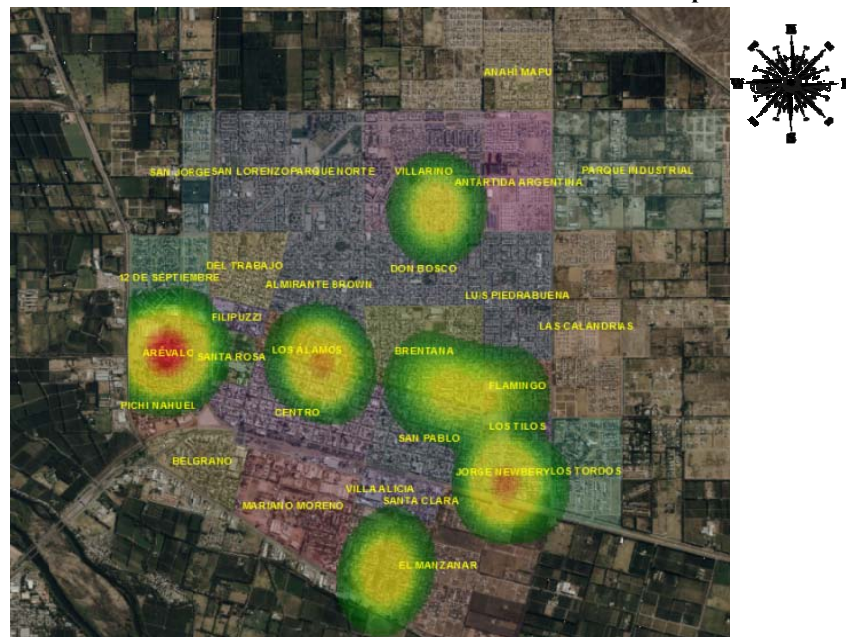 ANAHÍ MAPU
SAN JORGE
SAN LORENZO
PARQUE NORTE
VILLARINO
ANTÁRTIDA ARGENTINA
PARQUE INDUSTRIAL
DEL TRABAJO
12 DE SEPTIEMBRE
ALMIRANTE BROWN
DON BOSCO
LUIS PIEDRABUENA
FILIPUZZI
LAS CALANDRIAS
ARÉVALO
SANTA ROSA
LOS ALAMOS
BRENTANA
FLAMINGO
PICHI NAHUEL
CENTRO
LOS TILOS
SAN PABLO
BELGRANO
JORGE NEWBERY
LOS TORDOS
VILLA ALICIA
SANTA CLARA
MARIANO MORENO
EL MANZANAR
W